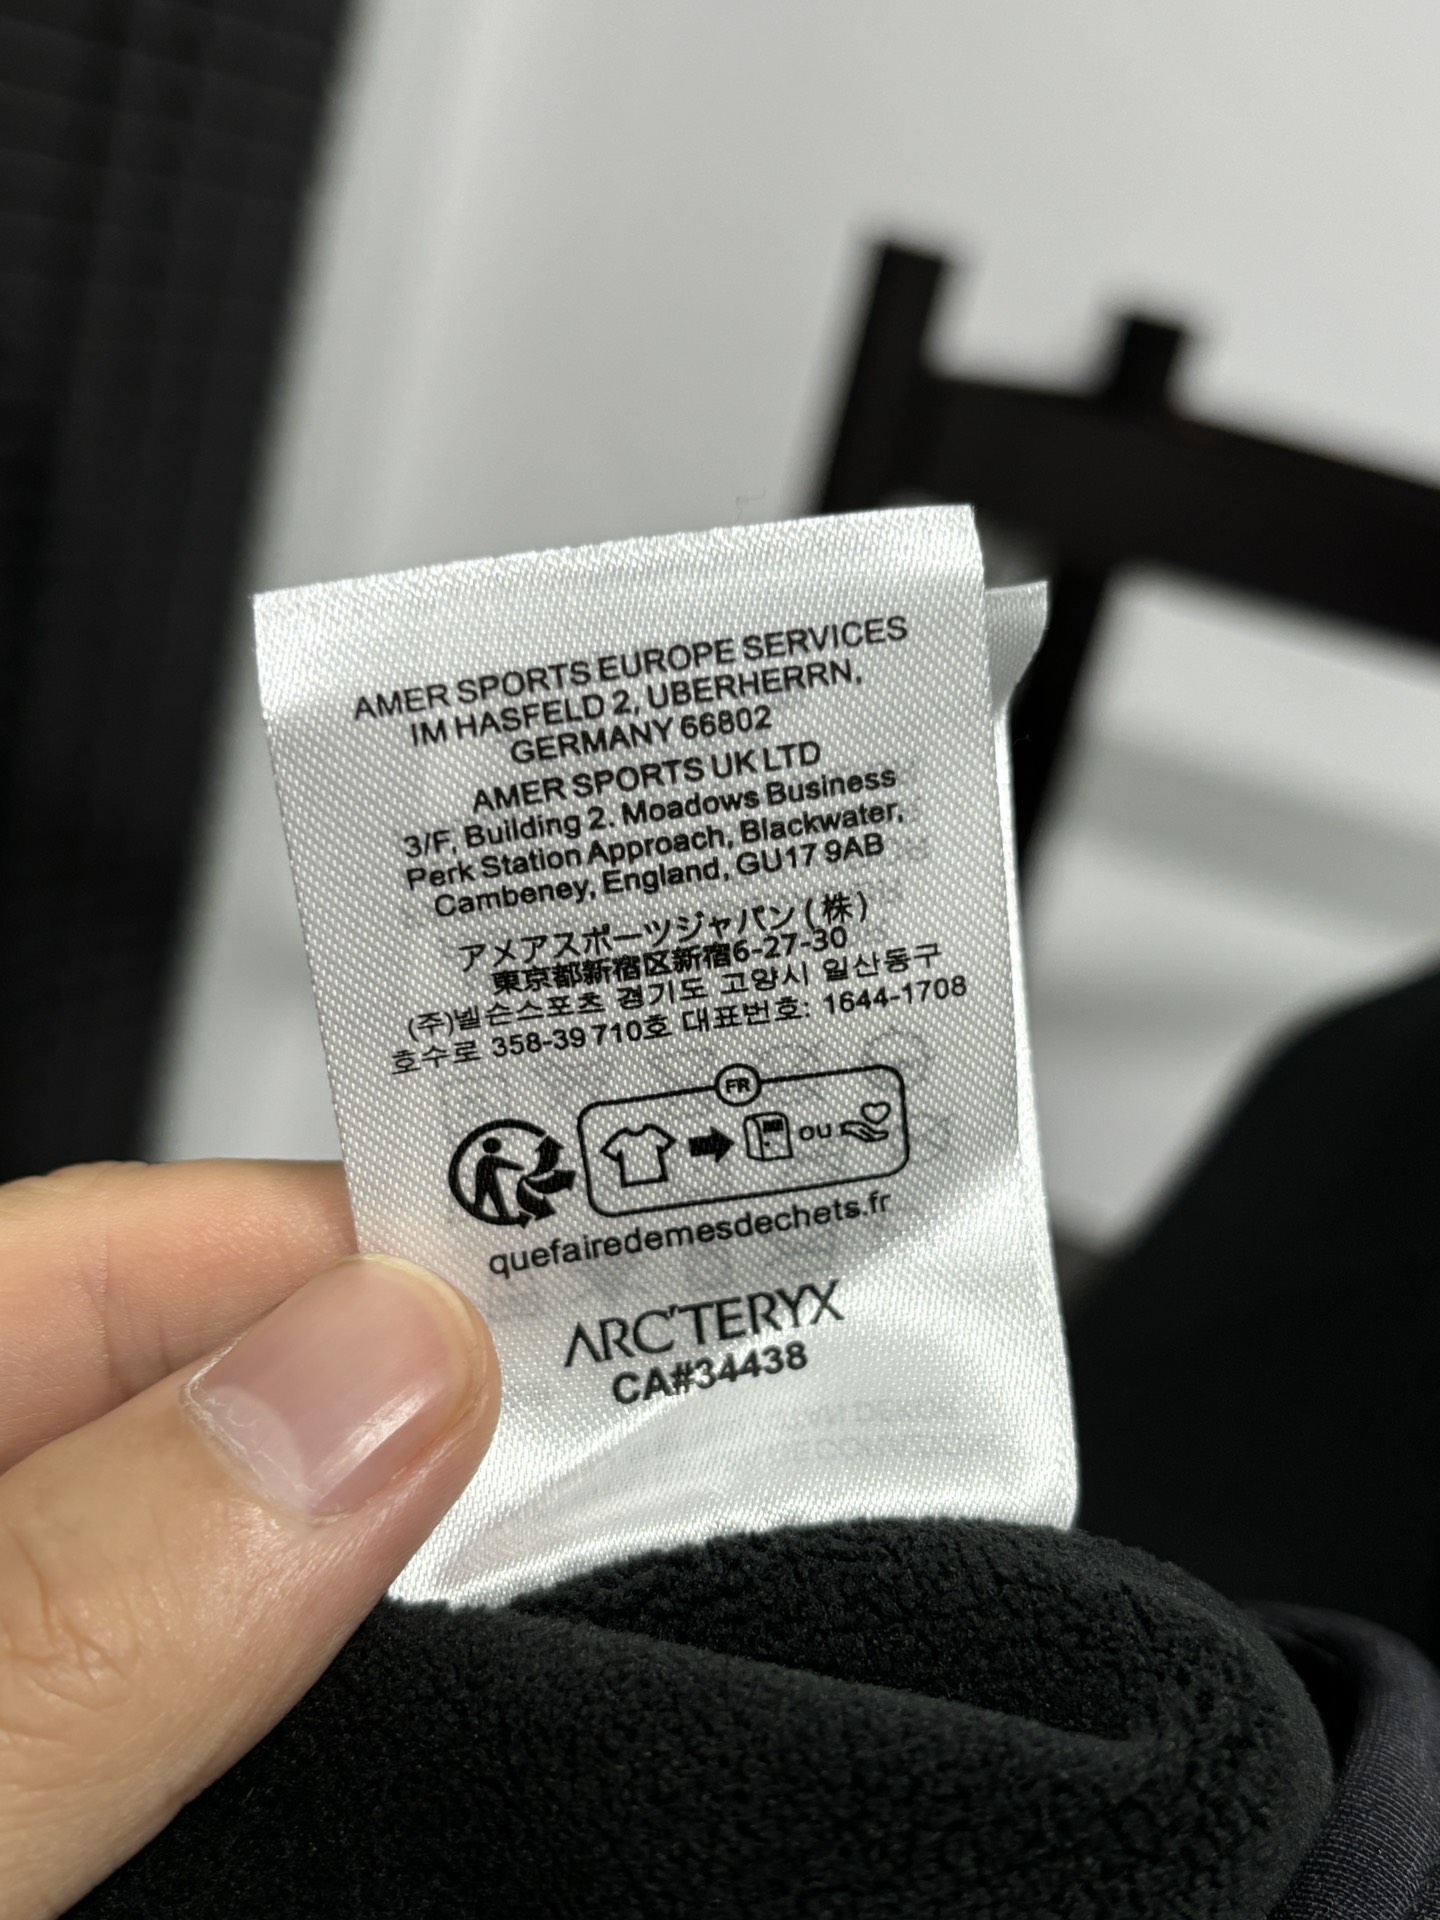 AMER SPORTS EUROPE SERVICES
IM HASFELD 2, UBERHERRN,
GERMANY 66802
AMER SPORTS UK LTD
3/F, Building 2. Moadows Business
Perk Station Approach, Blackwater,
Cambeney, England, GU17 9AB
アメアスポーツジャパン(株)
東京都新宿区新宿6-27-30
(주)넬슨스포츠 경기도 고양시 일산동구
호수로 358-39 710호 대표번호: 1644-1708
FR
ou
quefairedemesdechets.fr
ARC'TERYX
CA#34438